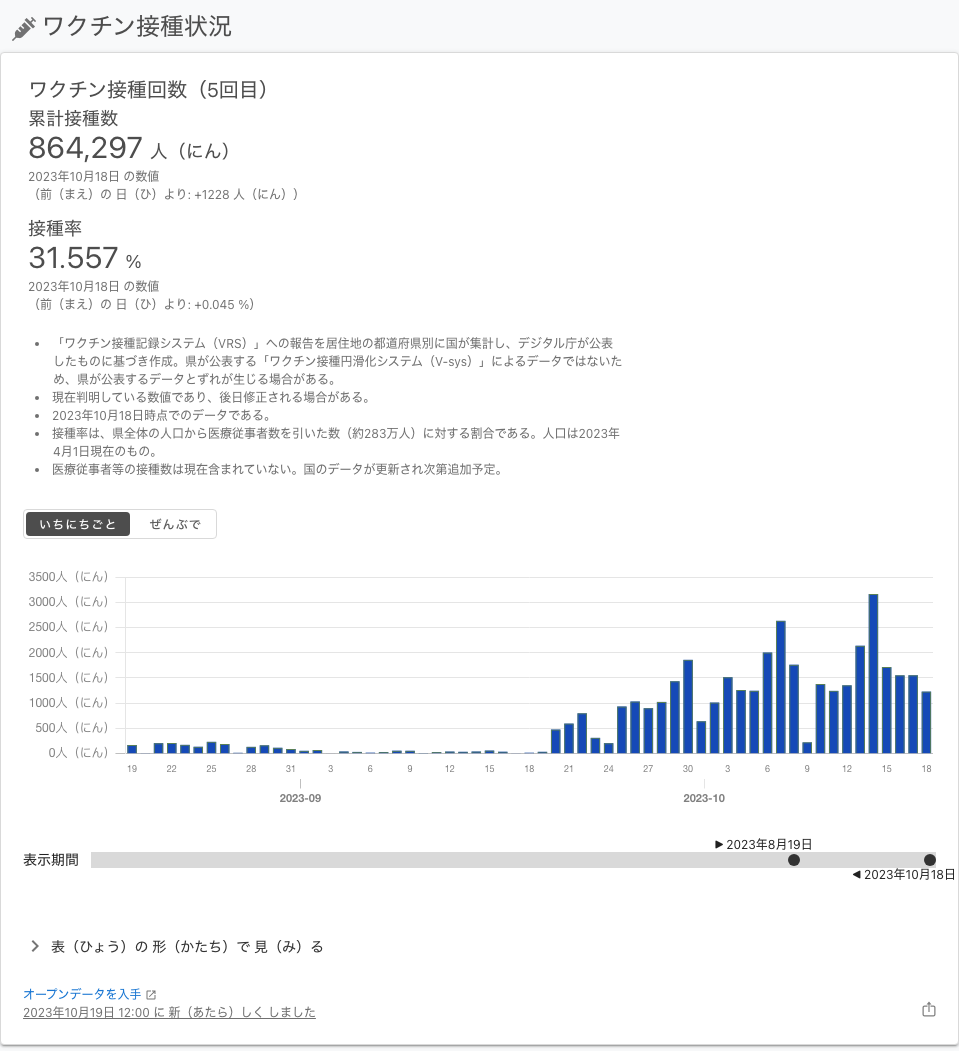 ワクチン接種状況
ワクチン接種回数（5回目）
累計接種数
864,297 人（にん）
2023年10月18日 の数値
（前（まえ）の 日（ひ）より: +1228 人（にん））
接種率
31.557 %
2023年10月18日 の数値
（前（まえ）の 日（ひ）より: +0.045 %）
• 「ワクチン接種記録システム（VRS）」への報告を居住地の都道府県別に国が集計し、デジタル庁が公表
したものに基づき作成。県が公表する「ワクチン接種円滑化システム（V-sys）」によるデータではないた
め、県が公表するデータとずれが生じる場合がある。
• 現在判明している数値であり、後日修正される場合がある。
• 2023年10月18日時点でのデータである。
• 接種率は、県全体の人口から医療従事者数を引いた数（約283万人）に対する割合である。人口は2023年
4月1日現在のもの。
• 医療従事者等の接種数は現在含まれていない。国のデータが更新され次第追加予定。
いちにちごと ぜんぶで
3500人（にん）
3000人（にん）
2500人（にん）
2000人（にん）
1500人（にん）
1000人（にん）
500人（にん）
0人（にん）
19 22 25 28 31 3 6 9 12 15 18 21 24 27 30 3 6 9 12 15 18
2023-09 2023-10
▶ 2023年8月19日
表示期間
◀ 2023年10月18日
表（ひょう）の 形（かたち）で 見（み）る
オープンデータを入手
2023年10月19日 12:00 に 新（あたら）しく しました